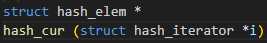 struct hash_elem *
hash_cur (struct hash_iterator *i)